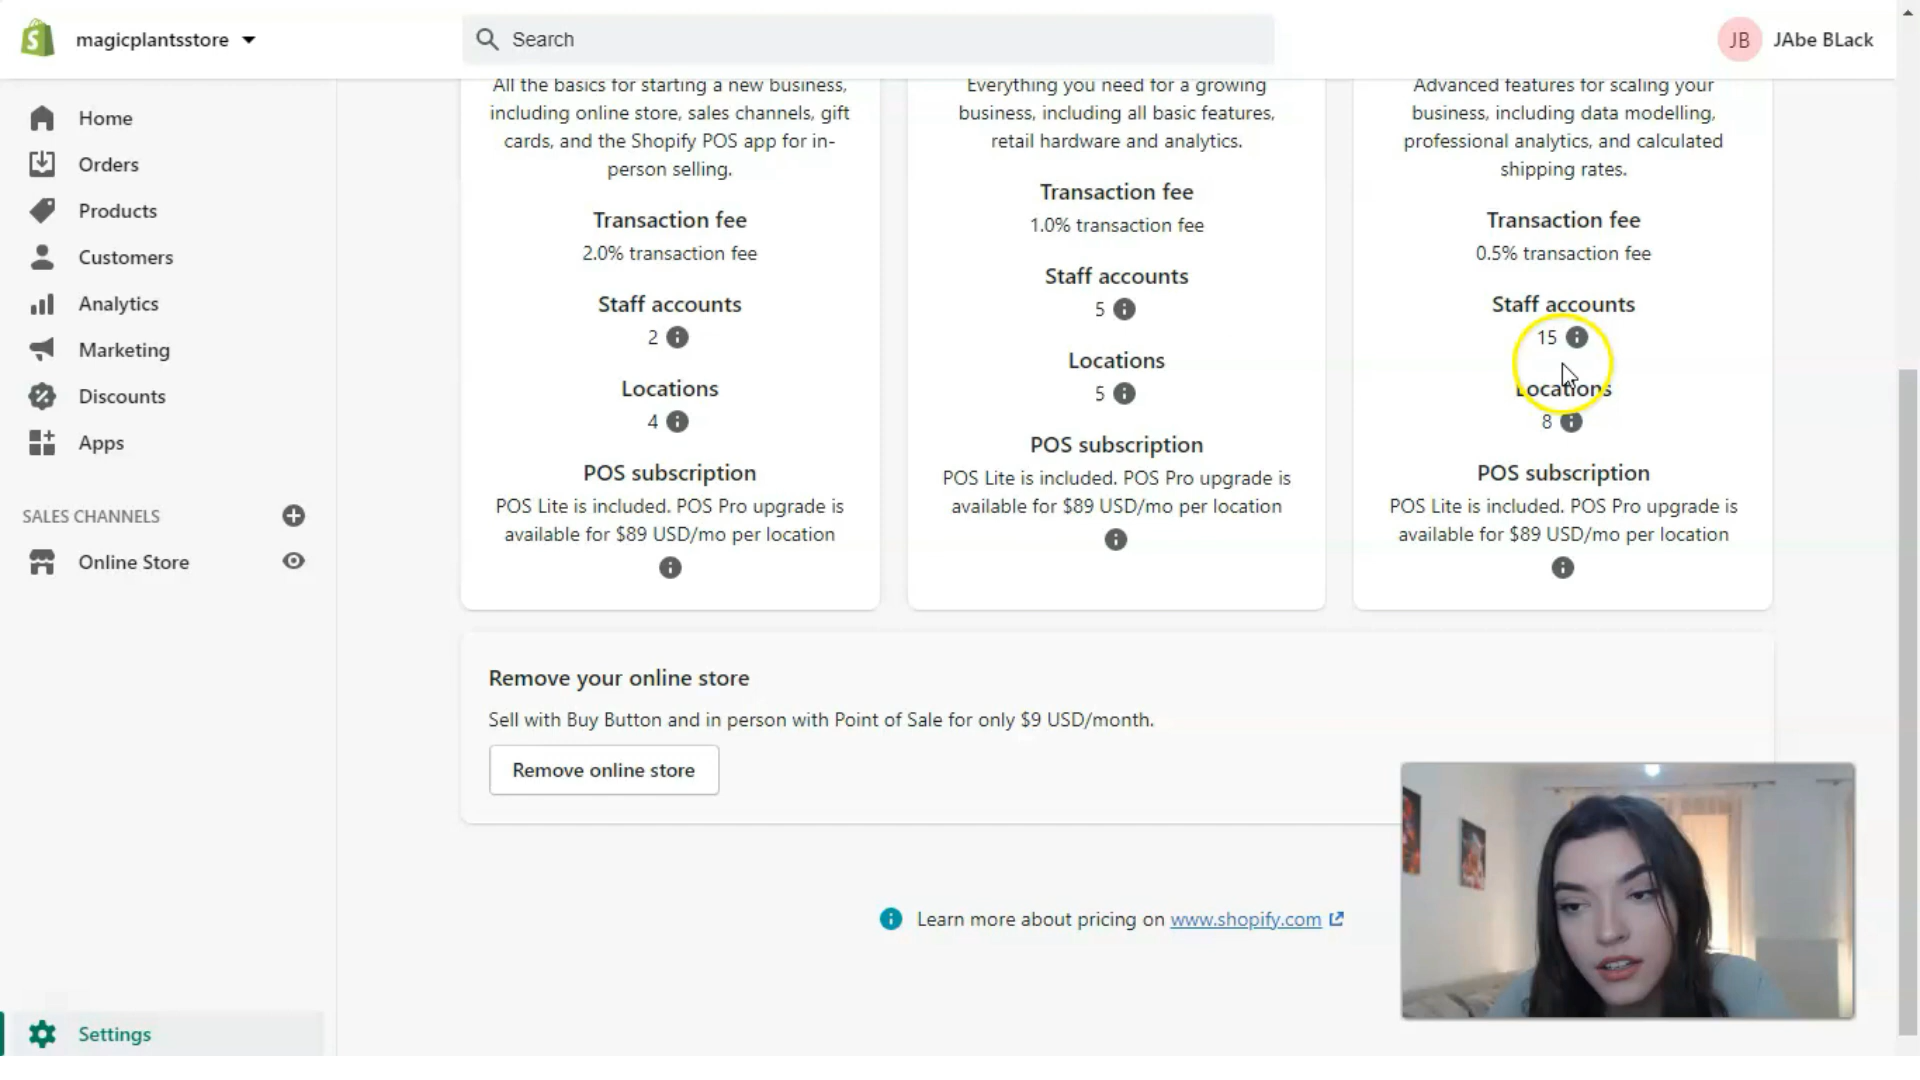 magicplantsstore
Search
JB
JAbe BLack
Home
Orders
Products
Customers
Analytics
Marketing
Discounts
Apps
SALES CHANNELS
Online Store
Settings
All the basics for starting a new business,
including online store, sales channels, gift
cards, and the Shopify POS app for in-
person selling.
Transaction fee
2.0% transaction fee
Staff accounts
2
Locations
4
POS subscription
POS Lite is included. POS Pro upgrade is
available for $89 USD/mo per location
Everything you need for a growing
business, including all basic features,
retail hardware and analytics.
Transaction fee
1.0% transaction fee
Staff accounts
5
Locations
5
POS subscription
POS Lite is included. POS Pro upgrade is
available for $89 USD/mo per location
Advanced features for scaling your
business, including data modelling,
professional analytics, and calculated
shipping rates.
Transaction fee
0.5% transaction fee
Staff accounts
15
Locations
8
POS subscription
POS Lite is included. POS Pro upgrade is
available for $89 USD/mo per location
Remove your online store
Sell with Buy Button and in person with Point of Sale for only $9 USD/month.
Remove online store
Learn more about pricing on www.shopify.com